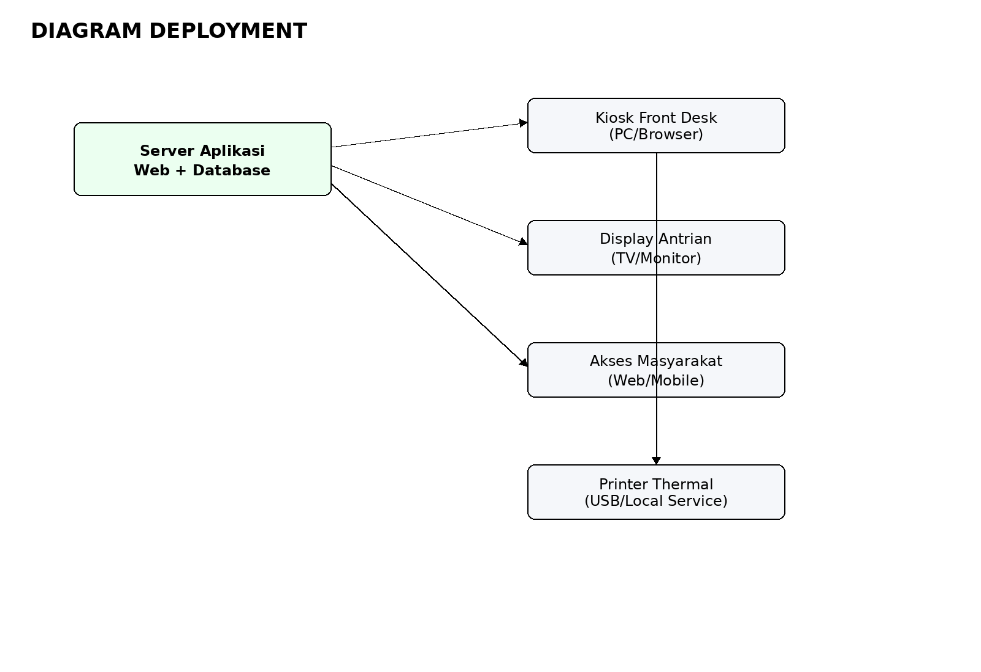 DIAGRAM DEPLOYMENT
Server Aplikasi
Web + Database
Kiosk Front Desk
(PC/Browser)
Display Antrian
(TV/Monitor)
Akses Masyarakat
(Web/Mobile)
Printer Thermal
(USB/Local Service)